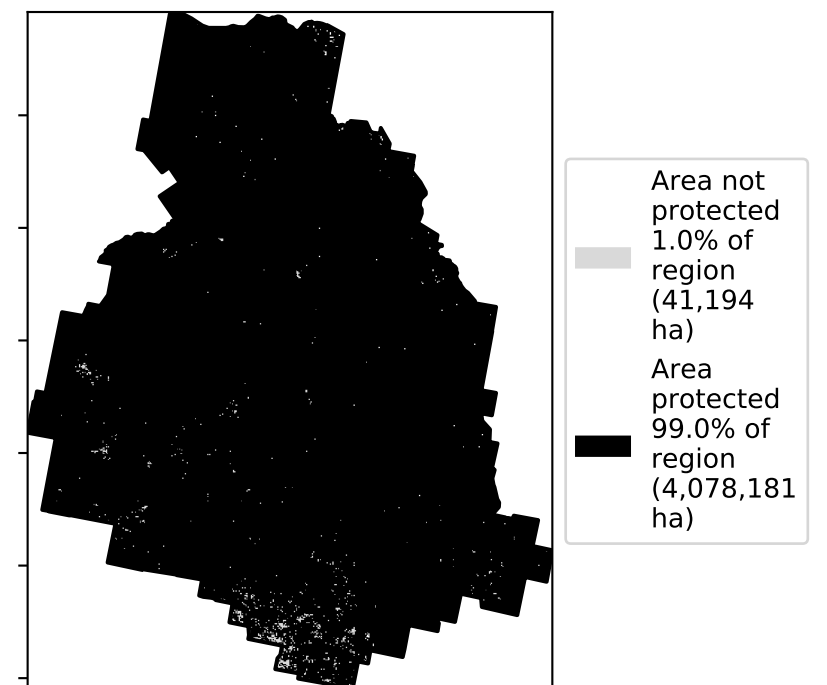 Area not
protected
1.0% of
region
(41,194
ha)
Area
protected
99.0% of
region
(4,078,181
ha)